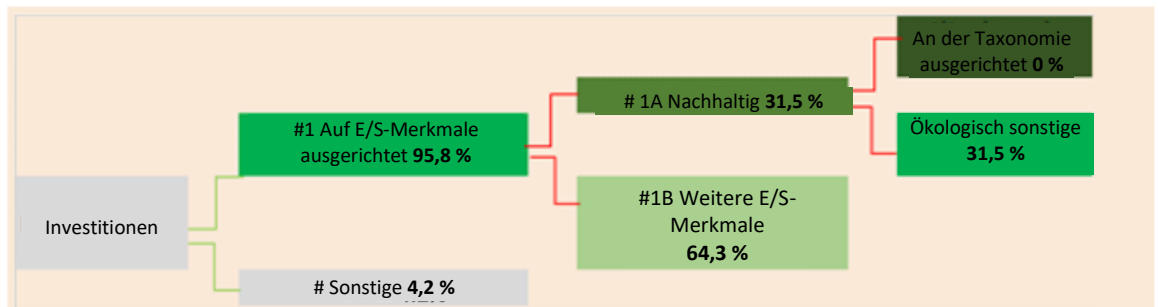 An der Taxonomie
ausgerichtet 0 %
# 1A Nachhaltig 31,5 %
#1 Auf E/S-Merkmale
ausgerichtet 95,8 %
Ökologisch sonstige
31,5 %
#1B Weitere E/S-
Merkmale
64,3 %
Investitionen
# Sonstige 4,2 %